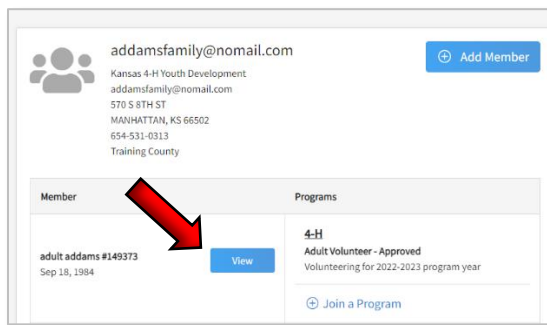 addamsfamily@nomail.com
Kansas 4-H Youth Development
addamsfamily@nomail.com
570 S 8TH ST
MANHATTAN, KS 66502
654-531-0313
Training County
Add Member
Member
Programs
adult addams #149373
Sep 18, 1984
View
4-H
Adult Volunteer - Approved
Volunteering for 2022-2023 program year
Join a Program